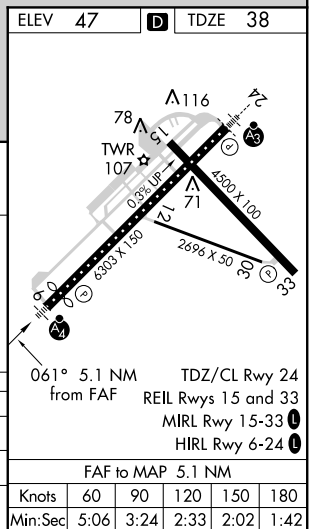 ELEV 47 D TDZE 38
116
78
24
15
TWR
107
A3
P
0.3% UP
71
4500 X 100
12
6303 X 150
2696 X 50
30
P
33
6
P
A4
061° 5.1 NM
from FAF
TDZ/CL Rwy 24
REIL Rwys 15 and 33
MIRL Rwy 15-33 L
HIRL Rwy 6-24 L
FAF to MAP 5.1 NM
Knots 60 90 120 150 180
Min:Sec 5:06 3:24 2:33 2:02 1:42